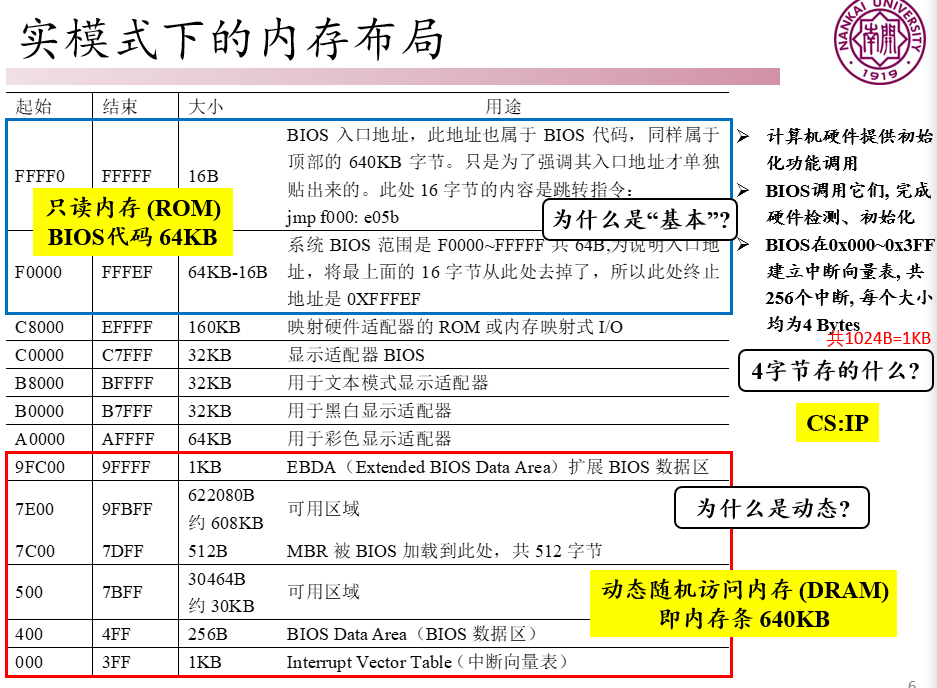 实模式下的内存布局
NANKAI UNIVERSITY
南開
1919
起始 结束 大小 用途
FFFF0 FFFFF 16B
BIOS 入口地址，此地址也属于 BIOS 代码，同样属于
顶部的 640KB 字节。只是为了强调其入口地址才单独
贴出来的。此处 16 字节的内容是跳转指令：
jmp f000: e05b
只读内存 (ROM)
BIOS代码 64KB
为什么是“基本”?
F0000 FFFEF 64KB-16B
系统 BIOS 范围是 F0000~FFFFF 共 64B,为说明入口地
址，将最上面的 16 字节从此处去掉了，所以此处终止
地址是 0XFFFEF
C8000 EFFFF 160KB 映射硬件适配器的 ROM 或内存映射式 I/O
C0000 C7FFF 32KB 显示适配器 BIOS
B8000 BFFFF 32KB 用于文本模式显示适配器
B0000 B7FFF 32KB 用于黑白显示适配器
A0000 AFFFF 64KB 用于彩色显示适配器
9FC00 9FFFF 1KB EBDA（Extended BIOS Data Area）扩展 BIOS 数据区
7E00 9FBFF 622080B 可用区域
约 608KB
7C00 7DFF 512B MBR 被 BIOS 加载到此处，共 512 字节
500 7BFF 30464B 可用区域
约 30KB
400 4FF 256B BIOS Data Area（BIOS 数据区）
000 3FF 1KB Interrupt Vector Table（中断向量表）
➢ 计算机硬件提供初始
化功能调用
➢ BIOS调用它们, 完成
硬件检测、初始化
➢ BIOS在0x000~0x3FF
建立中断向量表, 共
256个中断, 每个大小
均为4 Bytes
共1024B=1KB
4字节存的什么?
CS:IP
为什么是动态?
动态随机访问内存 (DRAM)
即内存条 640KB
6